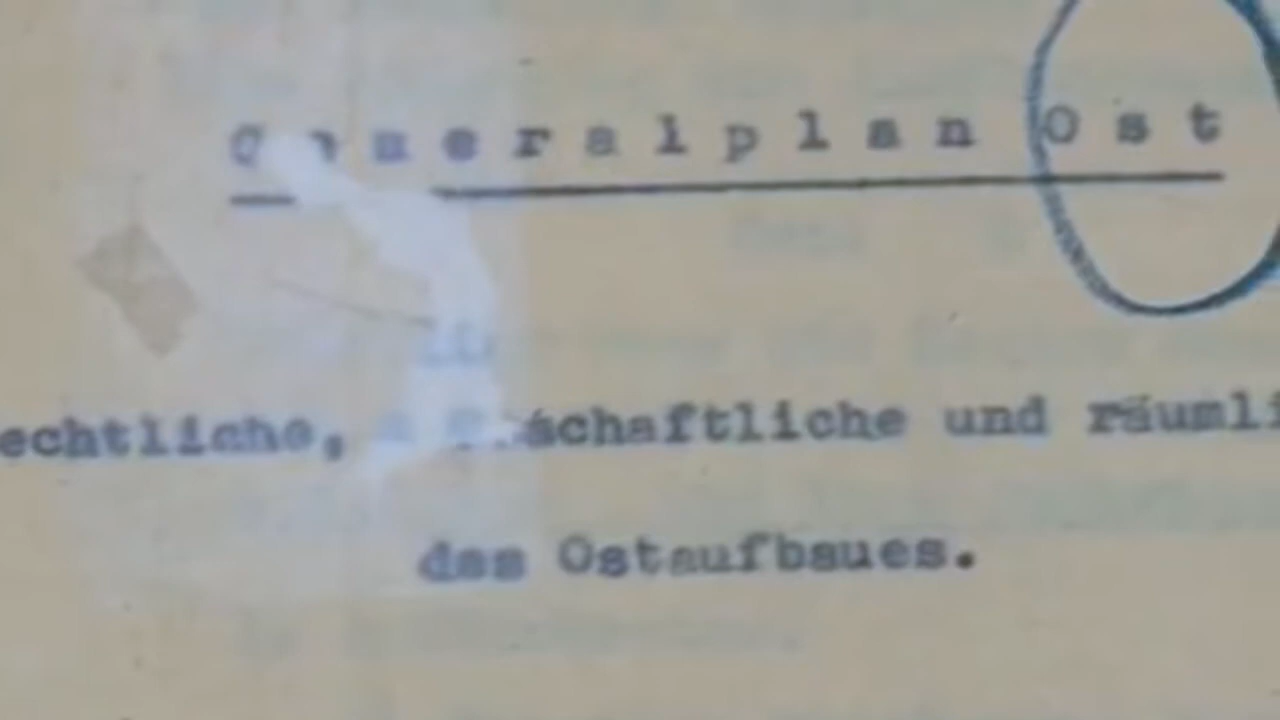 Generalplan Ost
echtliche, schaftliche und räumli
des Ostaufbaues.